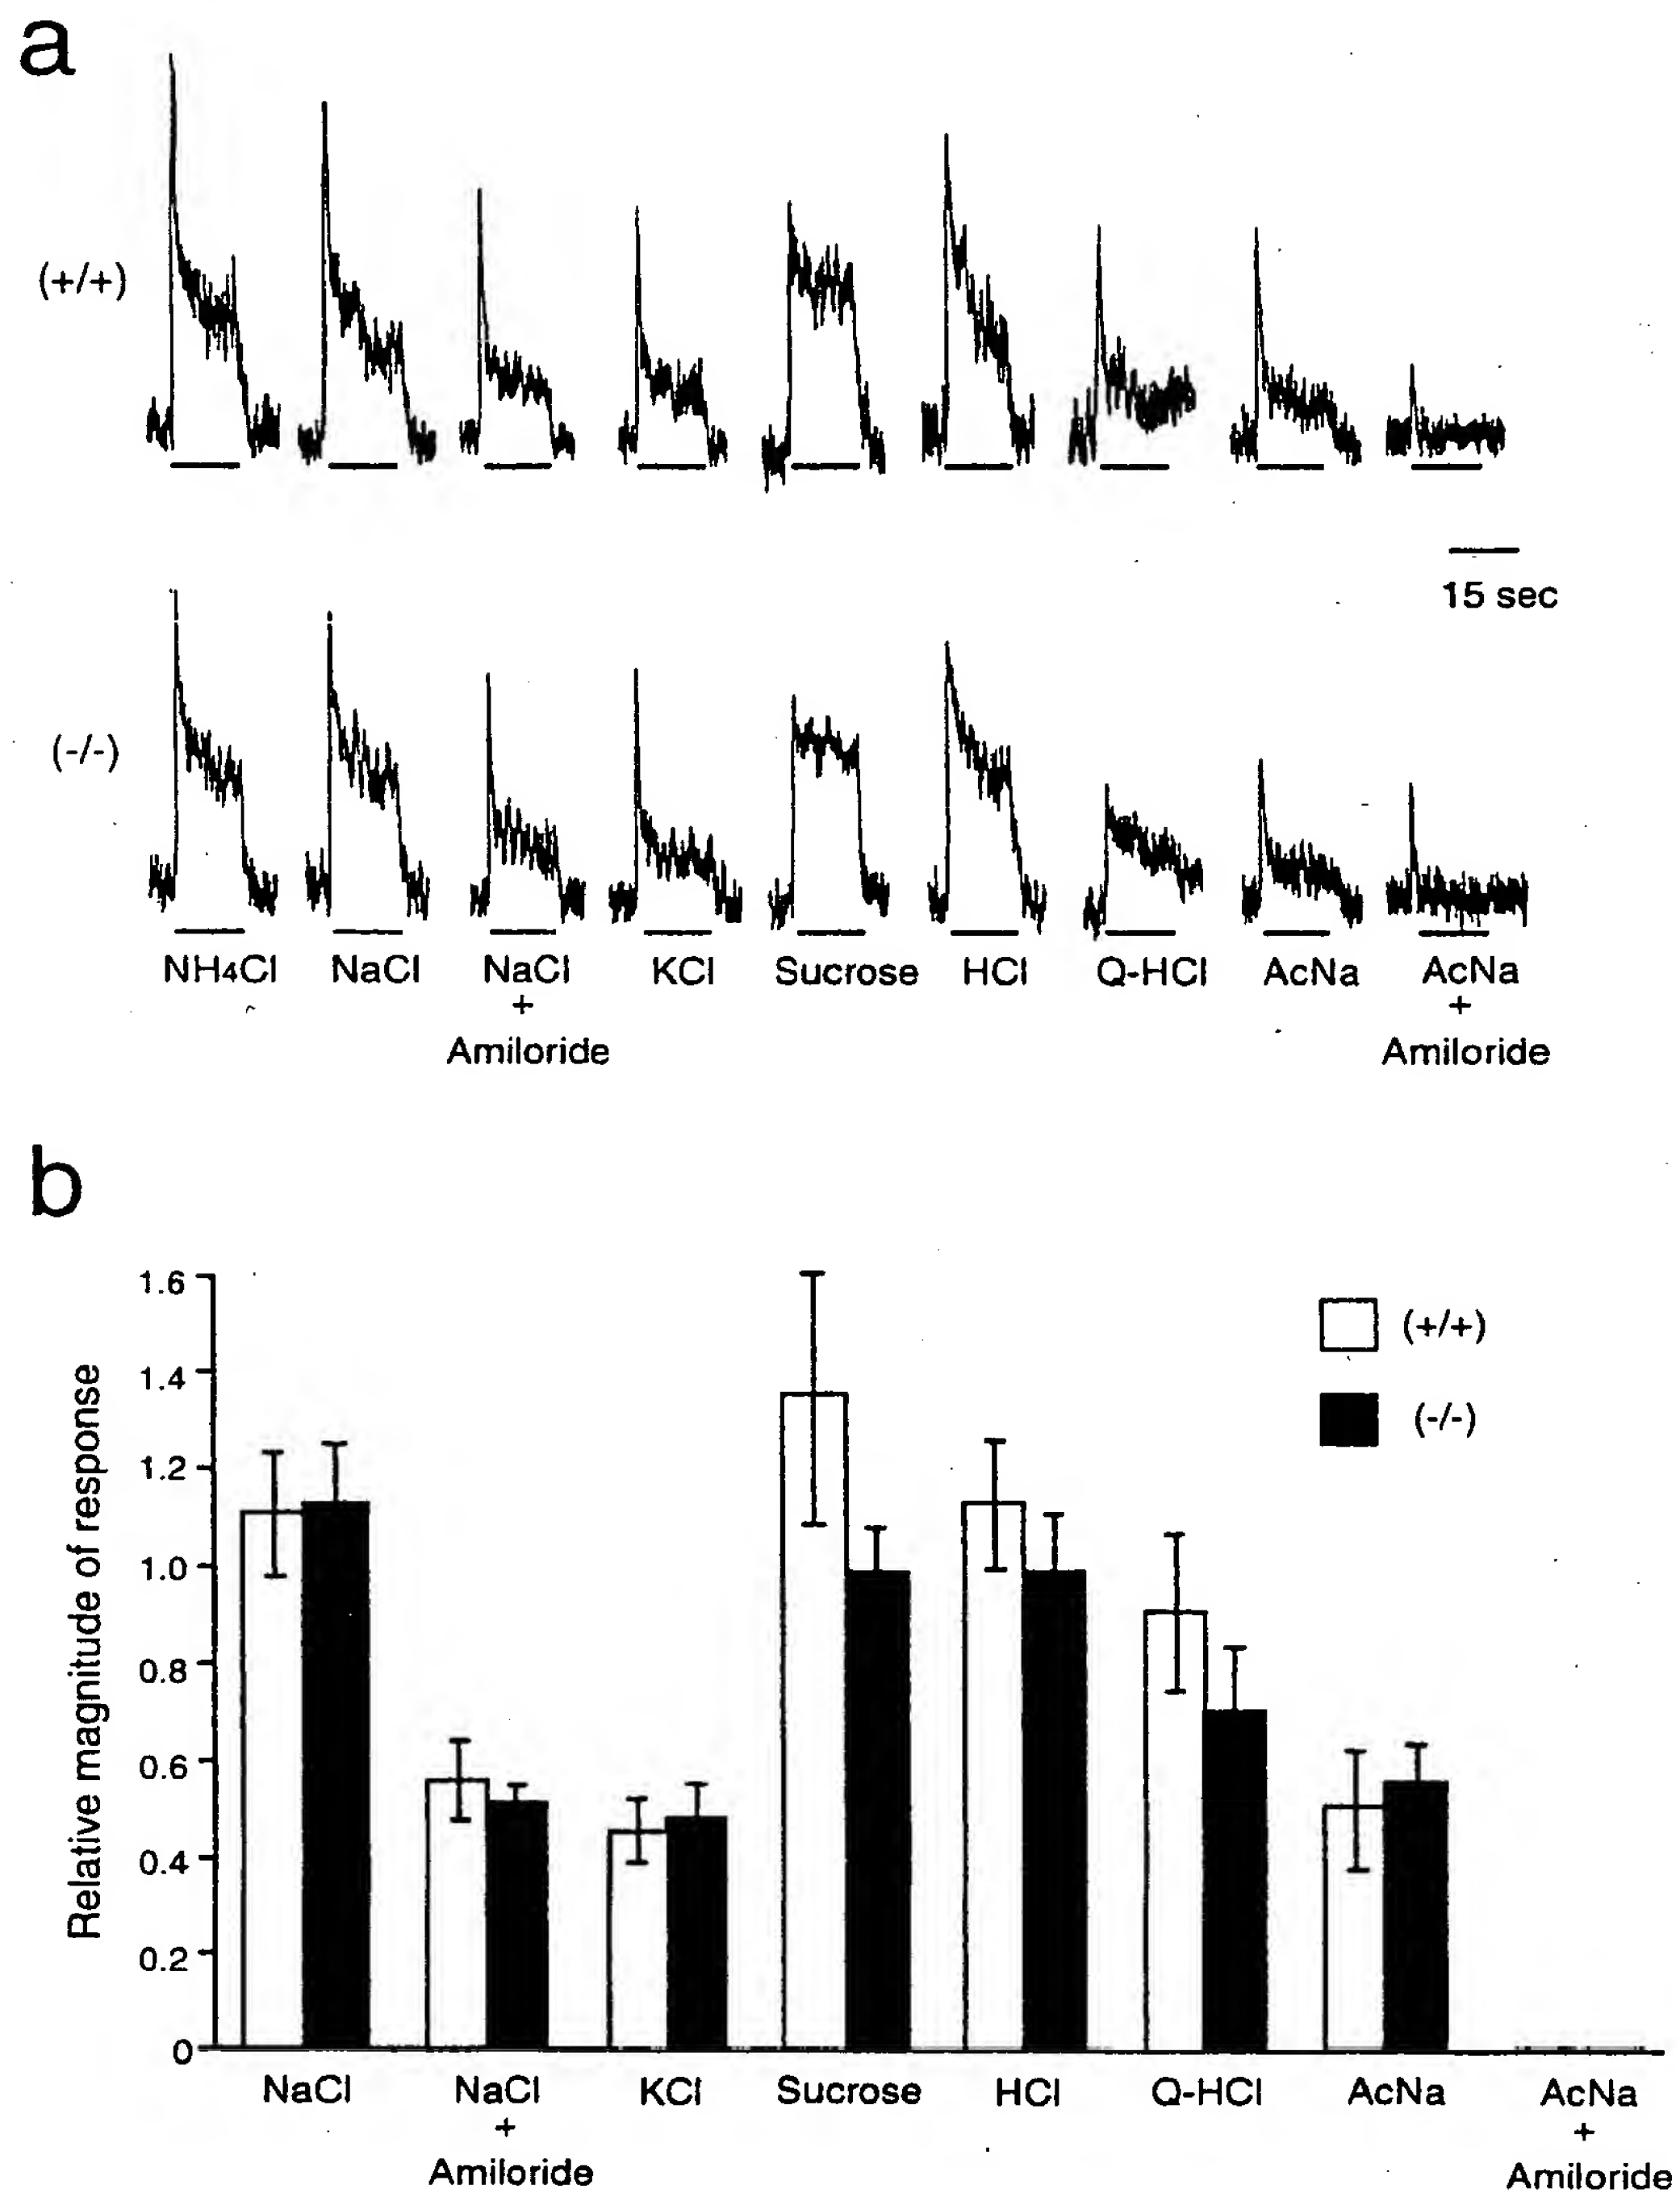 a
(+/+)
15 sec
(-/-)
NH4Cl NaCl NaCl KCl Sucrose HCl Q-HCl AcNa AcNa
+ +
Amiloride Amiloride
b
Relative magnitude of response
1.6
1.4
1.2
1.0
0.8
0.6
0.4
0.2
0
(+/+)
(-/-)
NaCl NaCl KCl Sucrose HCl Q-HCl AcNa AcNa
+ +
Amiloride Amiloride